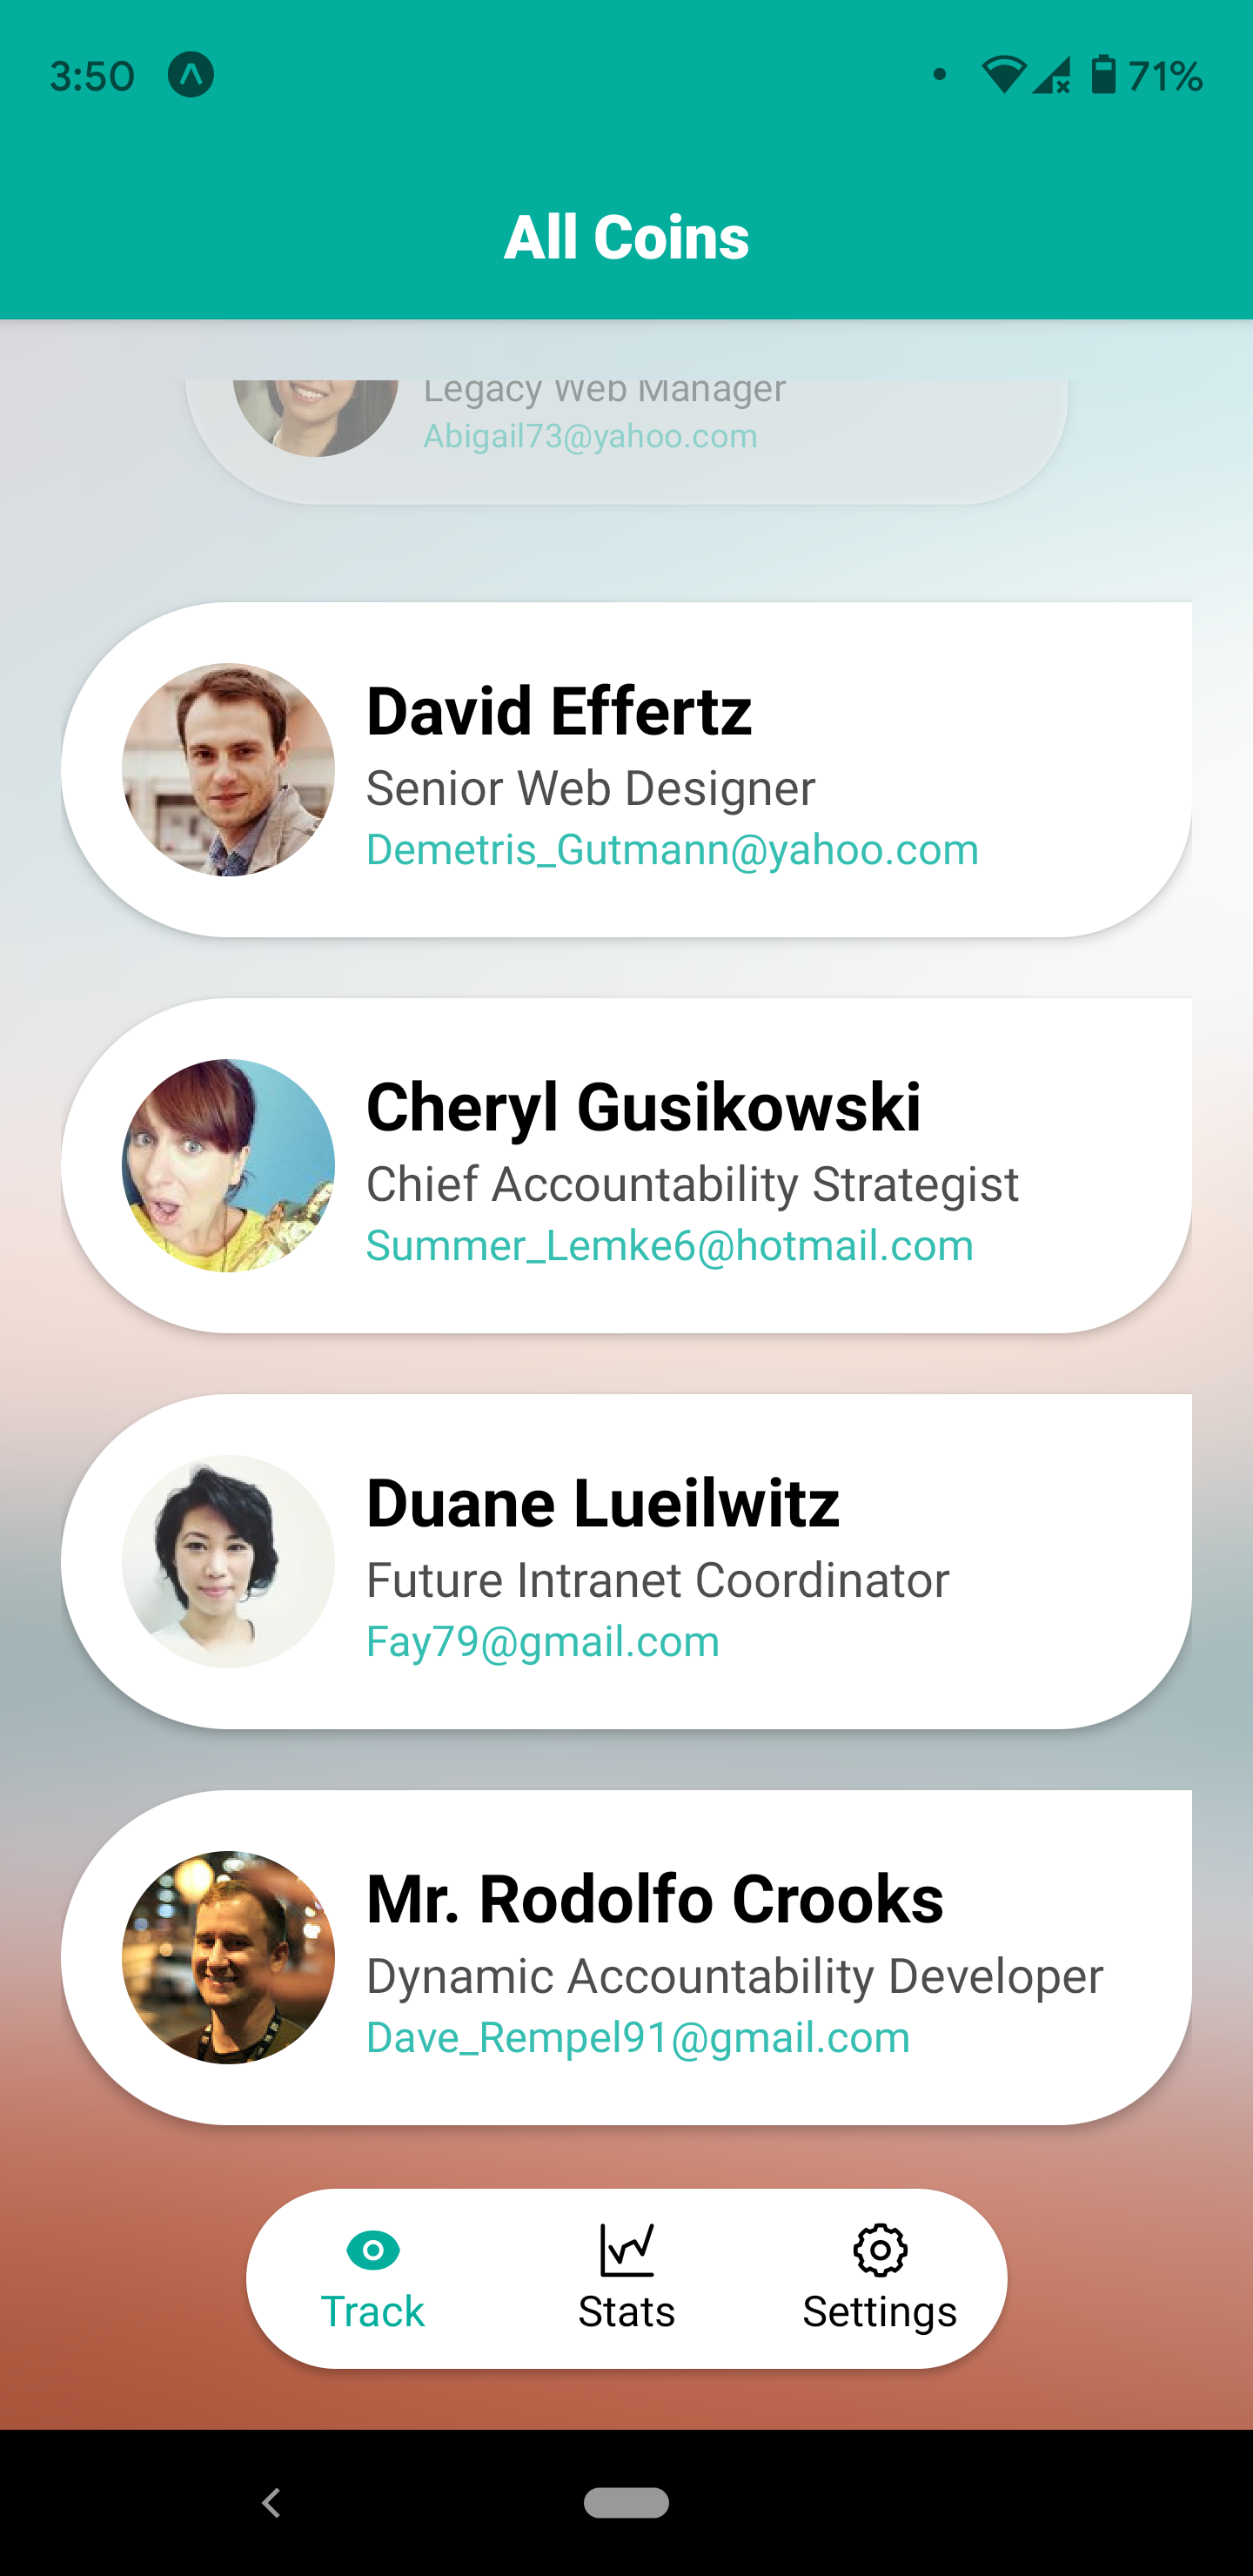 3:50
71%
All Coins
Legacy Web Manager
Abigail73@yahoo.com
David Effertz
Senior Web Designer
Demetris_Gutmann@yahoo.com
Cheryl Gusikowski
Chief Accountability Strategist
Summer_Lemke6@hotmail.com
Duane Lueilwitz
Future Intranet Coordinator
Fay79@gmail.com
Mr. Rodolfo Crooks
Dynamic Accountability Developer
Dave_Rempel91@gmail.com
Track
Stats
Settings